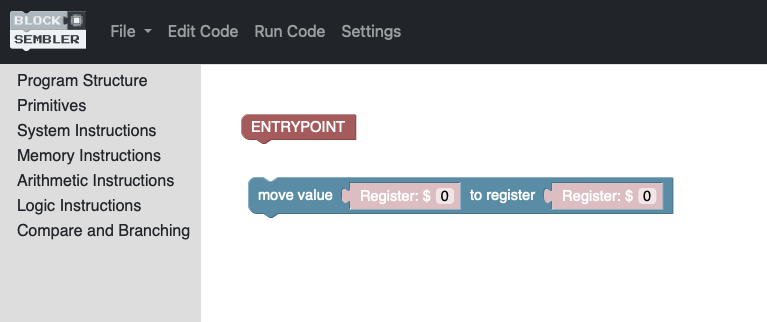 BLOCK
SEMBLER
File Edit Code Run Code Settings
Program Structure
Primitives
System Instructions
Memory Instructions
Arithmetic Instructions
Logic Instructions
Compare and Branching
ENTRYPOINT
move value Register: $ 0 to register Register: $ 0